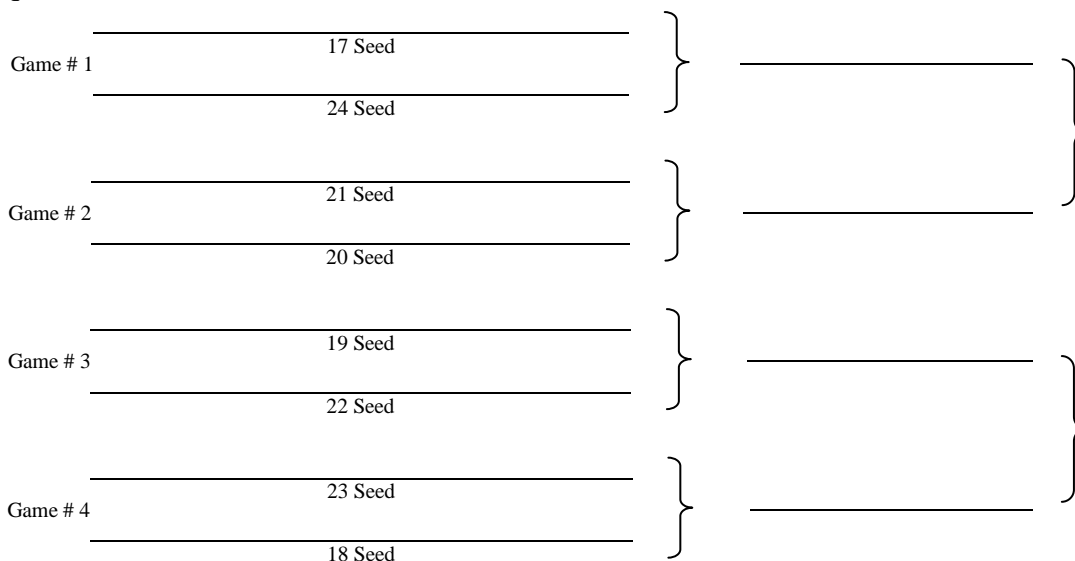 17 Seed
Game # 1
24 Seed
21 Seed
Game # 2
20 Seed
19 Seed
Game # 3
22 Seed
23 Seed
Game # 4
18 Seed